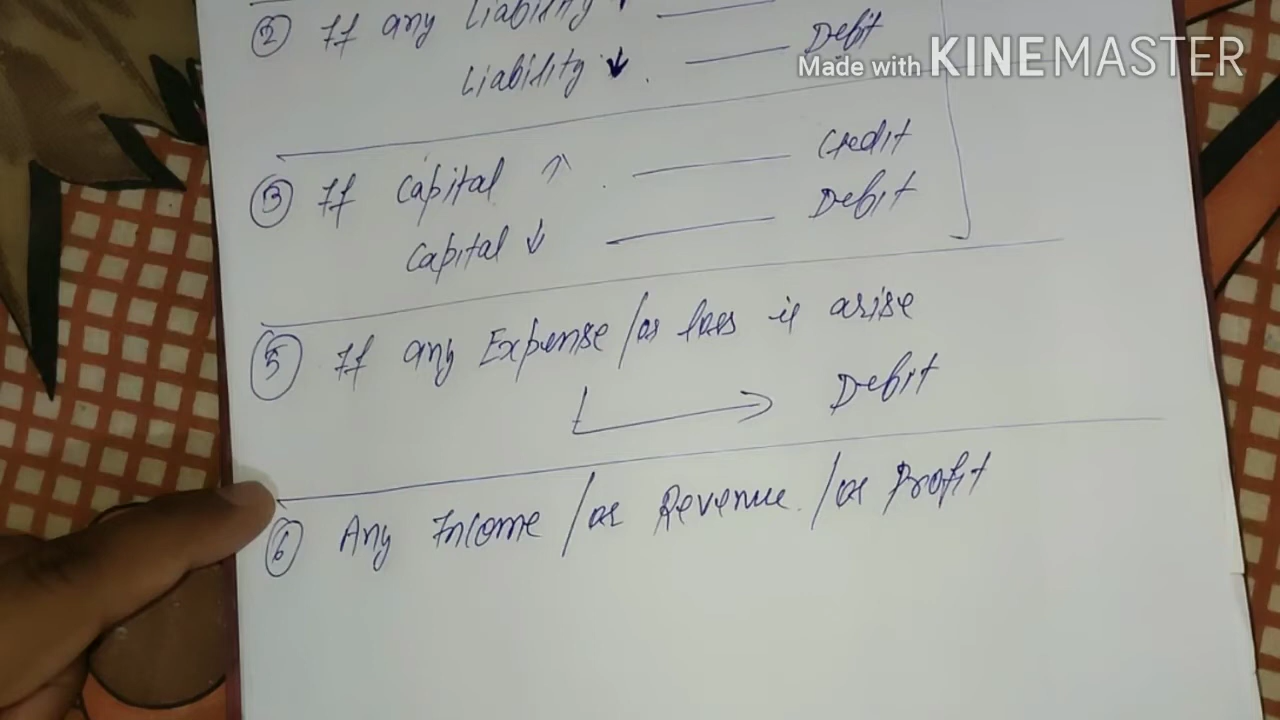 ② If any Liability
Liability ↓ . —— Debit
Made with KINEMASTER
③ If Capital ↑ . —— Credit
Capital ↓ —— Debit
⑤ If any Expense/or loss is arise
Debit
⑥ Any Income/or Revenue./or Profit